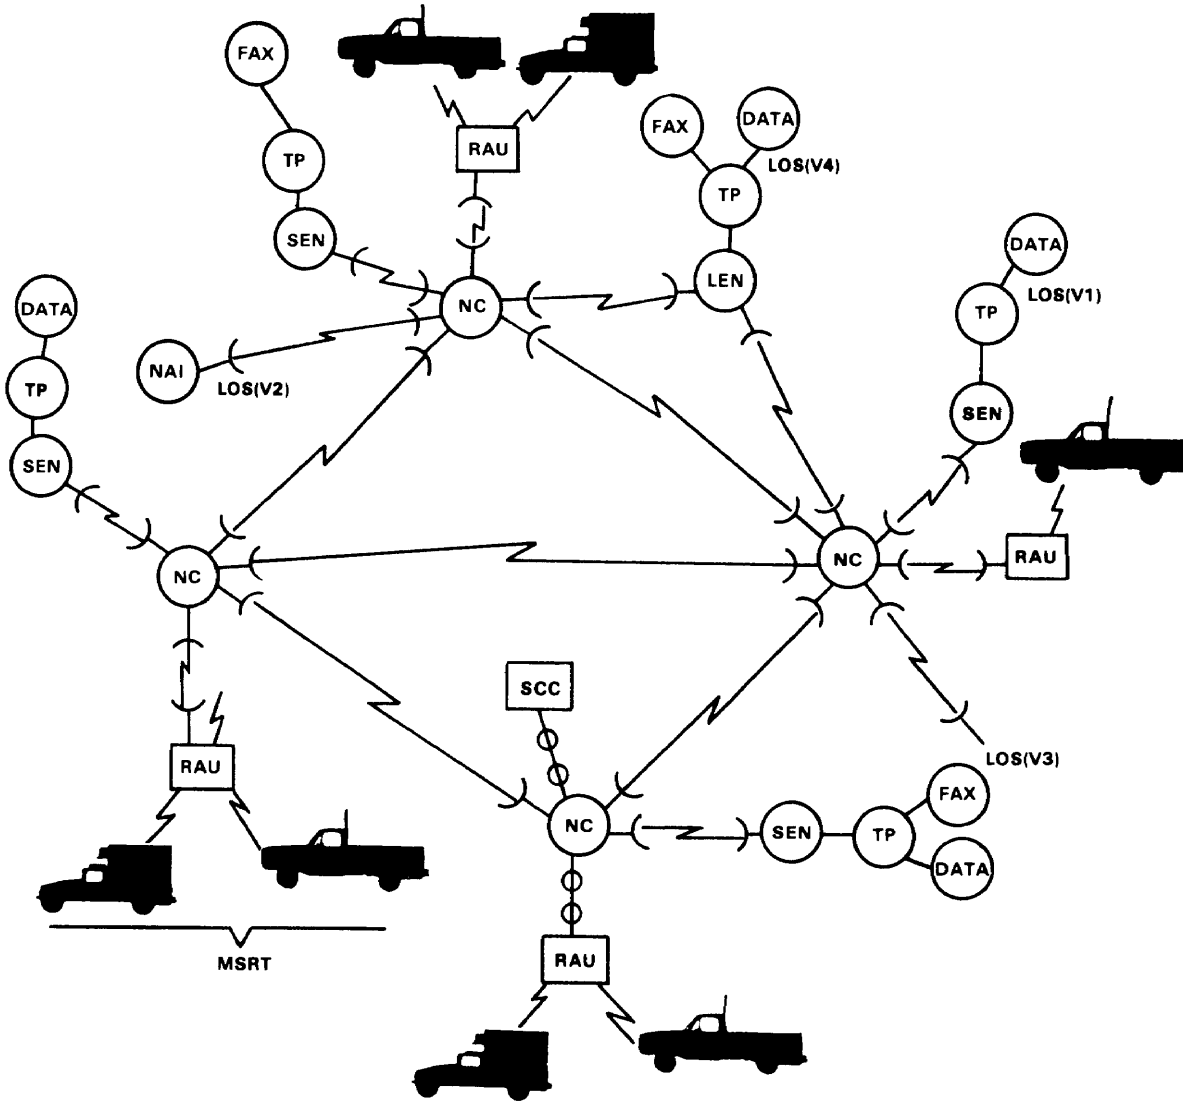 FAX
FAX
DATA
RAU
TP
LOS(V4)
TP
SEN
DATA
LEN
LOS(V1)
DATA
NC
TP
NAI
LOS(V2)
TP
SEN
SEN
NC
NC
RAU
SCC
LOS(V3)
RAU
FAX
NC
SEN
TP
DATA
MSRT
RAU